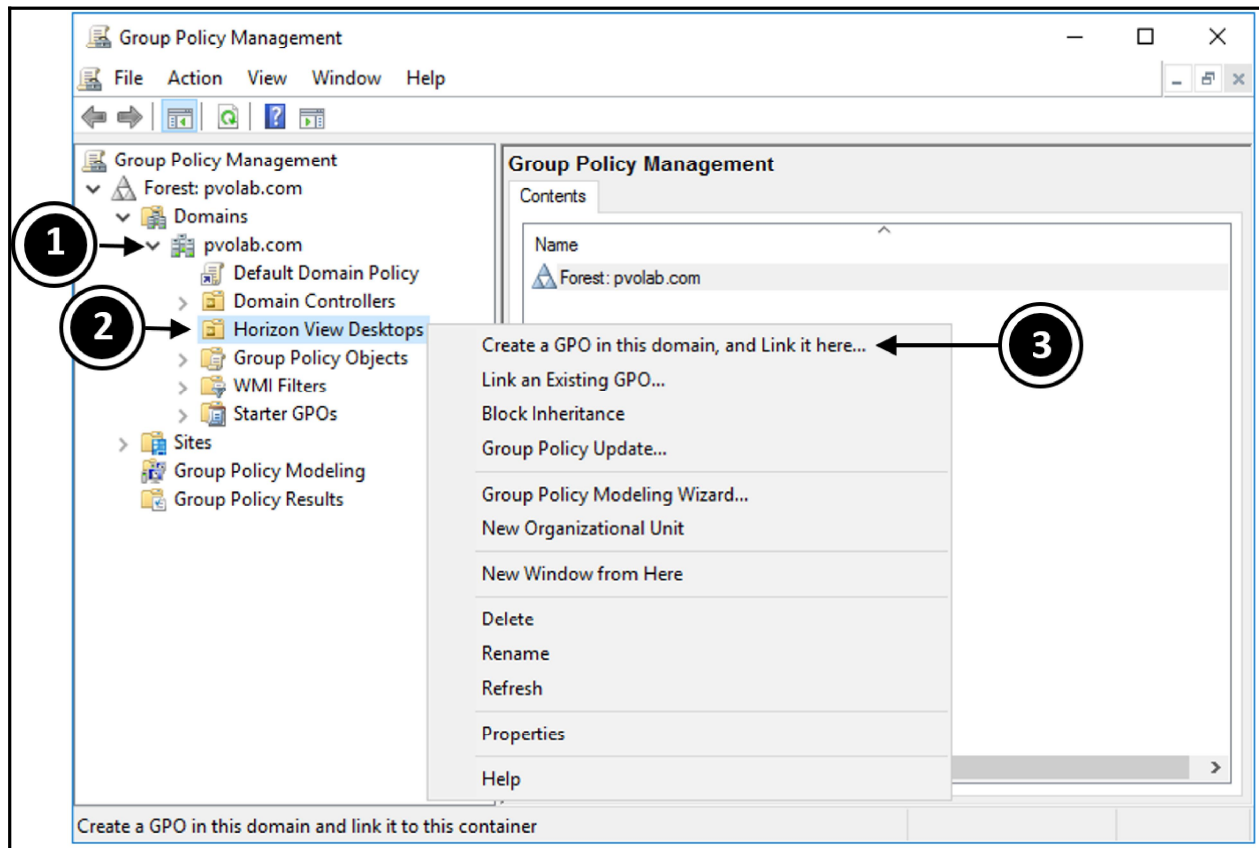 Group Policy Management
File Action View Window Help
Group Policy Management
Forest: pvolab.com
Domains
1
pvolab.com
Default Domain Policy
Domain Controllers
2
Horizon View Desktops
Group Policy Objects
WMI Filters
Starter GPOs
Sites
Group Policy Modeling
Group Policy Results
Group Policy Management
Contents
Name
Forest: pvolab.com
Create a GPO in this domain, and Link it here...
3
Link an Existing GPO...
Block Inheritance
Group Policy Update...
Group Policy Modeling Wizard...
New Organizational Unit
New Window from Here
Delete
Rename
Refresh
Properties
Help
Create a GPO in this domain and link it to this container